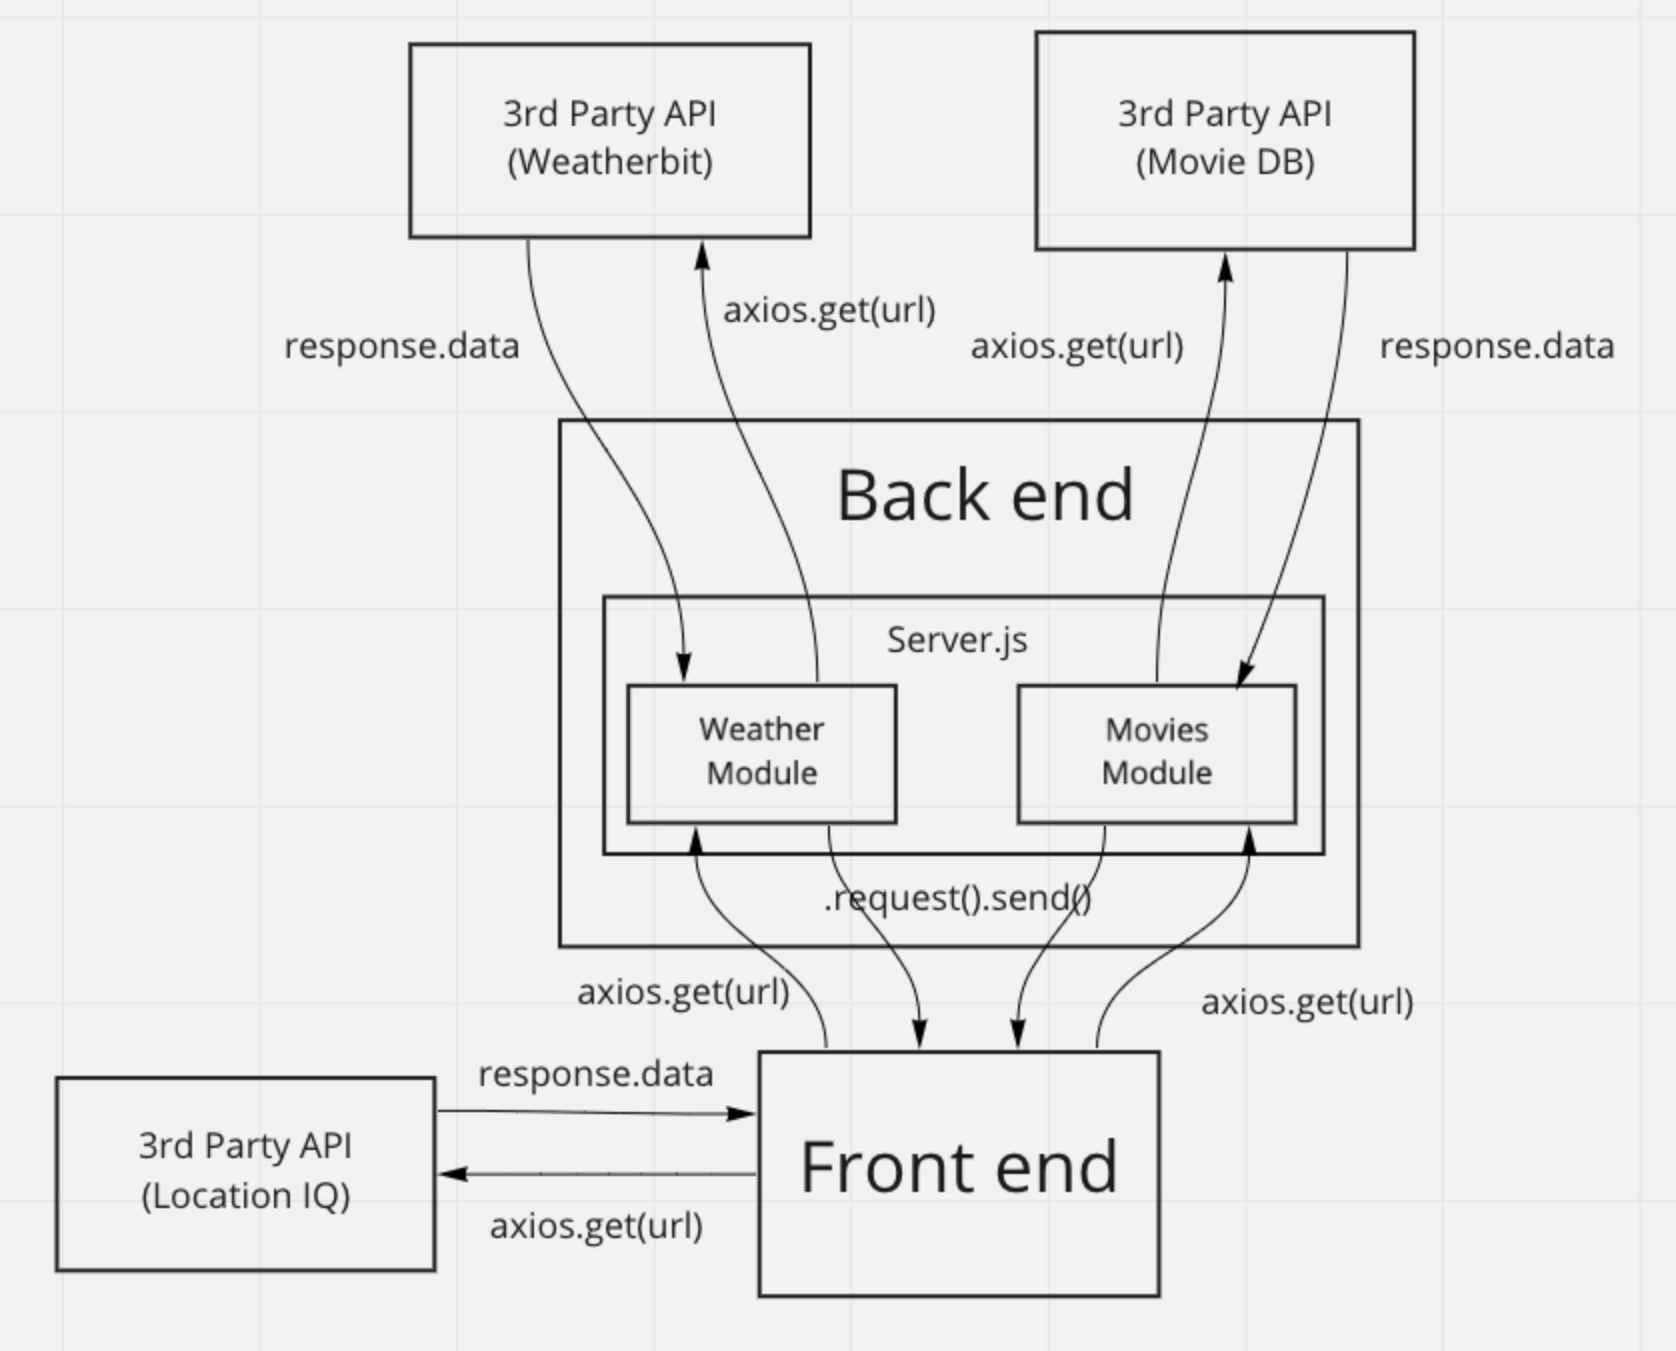 3rd Party API
(Weatherbit)
3rd Party API
(Movie DB)
axios.get(url)
response.data
axios.get(url)
response.data
Back end
Server.js
Weather
Module
Movies
Module
.request().send()
axios.get(url)
axios.get(url)
response.data
3rd Party API
(Location IQ)
Front end
axios.get(url)